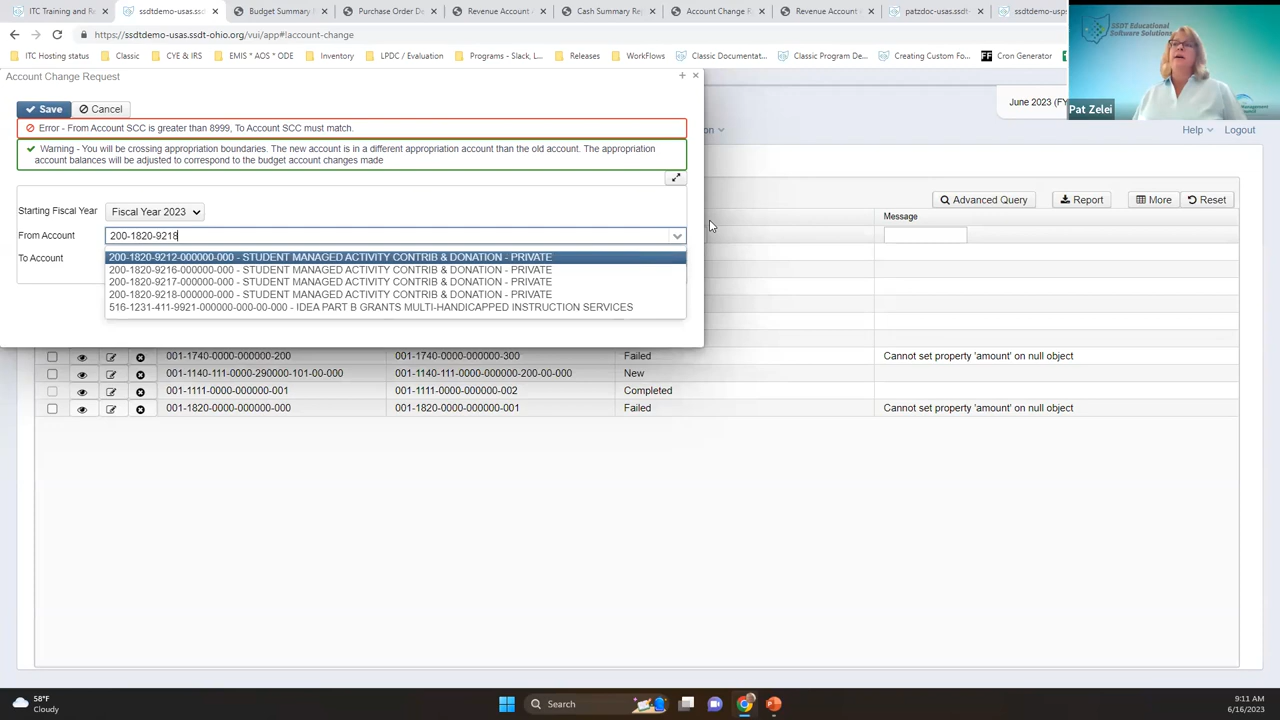 ITC Training and Re
ssdtdemo-usas.ssd
Budget Summary
Purchase Order De
Revenue Account
Cash Summary Re
Account Change R
Revenue Account
patzdoc-usas.ssdt-
ssdtdemo-usps
https://ssdtdemo-usas.ssdt-ohio.org/vui/app#!account-change
ITC Hosting status
Classic
CYE & IRS
EMIS * AOS * ODE
Inventory
LPDC / Education
Programs - Slack, L...
WorkFlows
Releases
Classic Documentat...
Classic Program De...
Creating Custom Fo...
Cron Generator
SSDT Educational
Software Solutions
Pat Zelei
Account Change Request
Save
Cancel
June 2023 (FY
Error - From Account SCC is greater than 8999, To Account SCC must match.
Help
Logout
Warning - You will be crossing appropriation boundaries. The new account is in a different appropriation account than the old account. The appropriation
account balances will be adjusted to correspond to the budget account changes made
Advanced Query
Report
More
Reset
Starting Fiscal Year
Fiscal Year 2023
Message
From Account
200-1820-9218
To Account
200-1820-9212-000000-000 - STUDENT MANAGED ACTIVITY CONTRIB & DONATION - PRIVATE
200-1820-9216-000000-000 - STUDENT MANAGED ACTIVITY CONTRIB & DONATION - PRIVATE
200-1820-9217-000000-000 - STUDENT MANAGED ACTIVITY CONTRIB & DONATION - PRIVATE
200-1820-9218-000000-000 - STUDENT MANAGED ACTIVITY CONTRIB & DONATION - PRIVATE
516-1231-411-9921-000000-000-00-000 - IDEA PART B GRANTS MULTI-HANDICAPPED INSTRUCTION SERVICES
001-1740-0000-000000-200
001-1740-0000-000000-300
Failed
Cannot set property 'amount' on null object
001-1140-111-0000-290000-101-00-000
001-1140-111-0000-000000-200-00-000
New
001-1111-0000-000000-001
001-1111-0000-000000-002
Completed
001-1820-0000-000000-000
001-1820-0000-000000-001
Failed
Cannot set property 'amount' on null object
58°F
Cloudy
Search
9:11 AM
6/16/2023